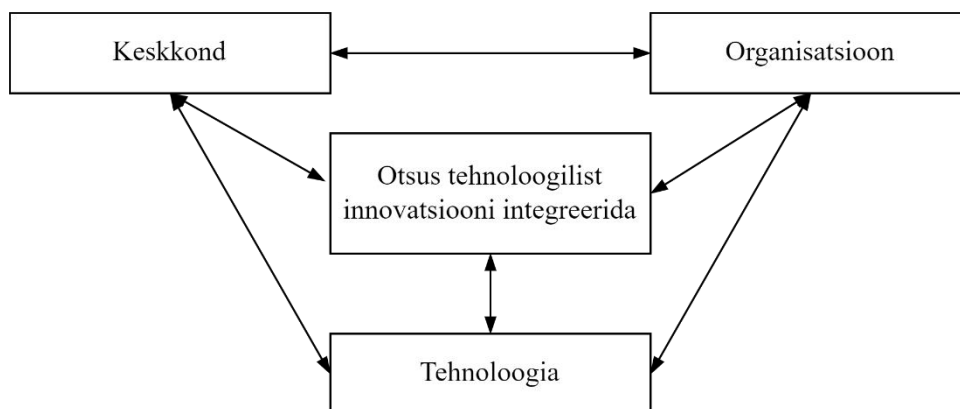 Keskkond
Organisatsioon
Otsus tehnoloogilist
innovatsiooni integreerida
Tehnoloogia